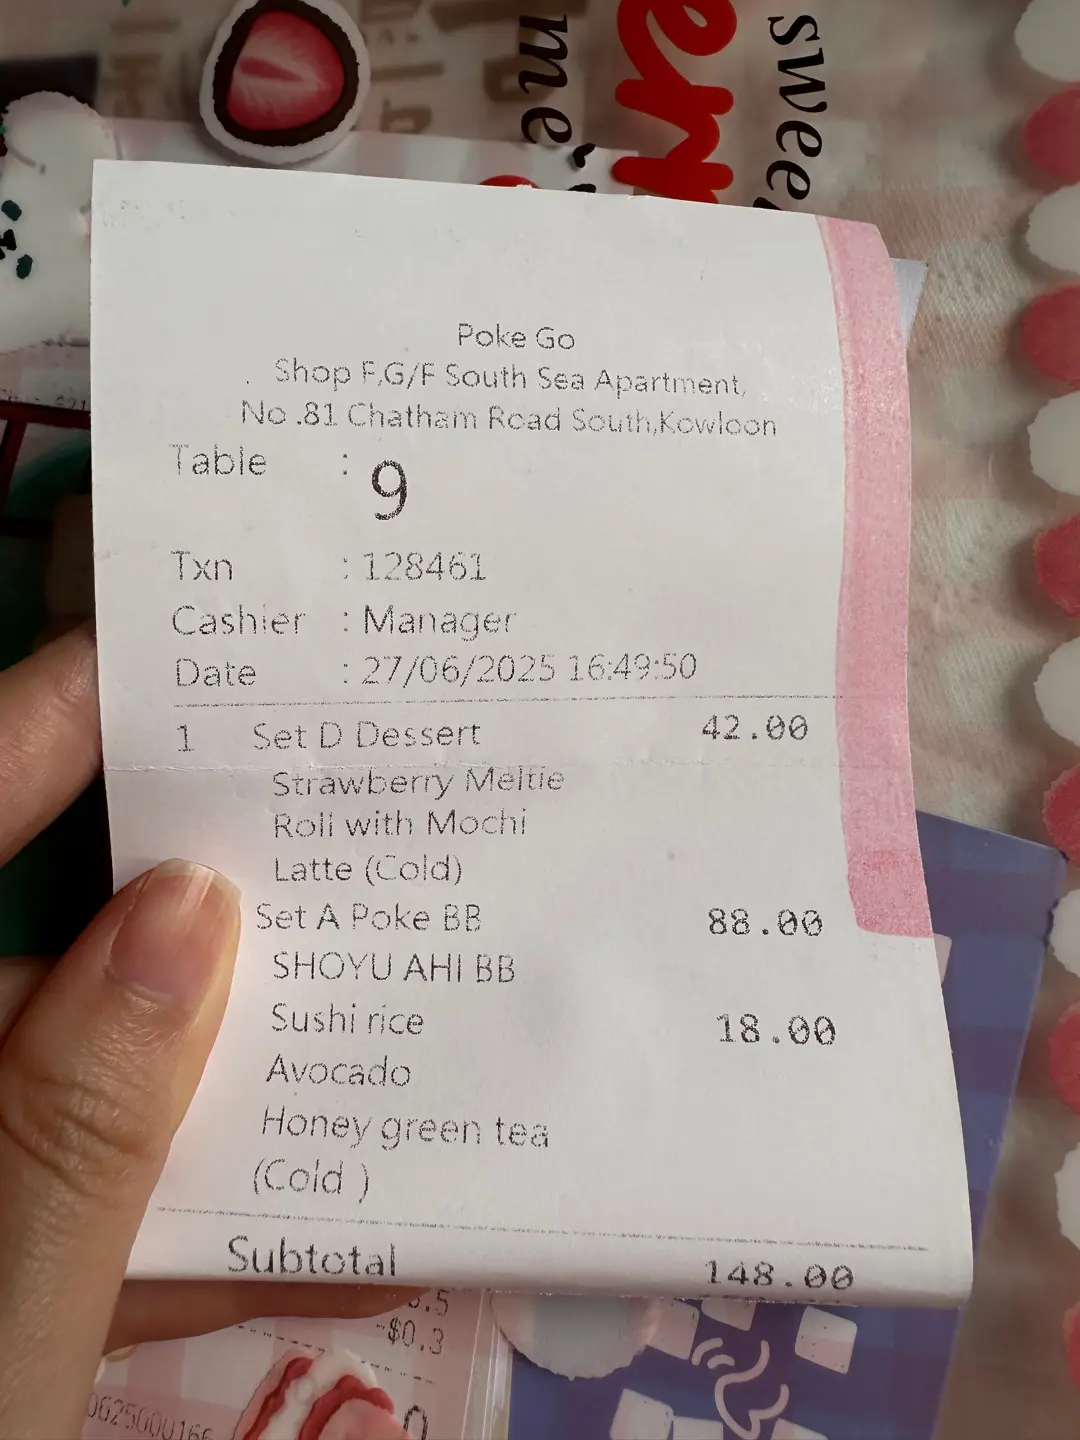 me
er
swee
Poke Go
Shop F,G/F South Sea Apartment,
No .81 Chatham Road South,Kowloon
Table : 9
Txn : 128461
Cashier : Manager
Date : 27/06/2025 16:49:50
1 Set D Dessert 42.00
Strawberry Meltie
Roll with Mochi
Latte (Cold)
Set A Poke BB 88.00
SHOYU AHI BB
Sushi rice 18.00
Avocado
Honey green tea
(Cold )
Subtotal 148.00
-$0.3